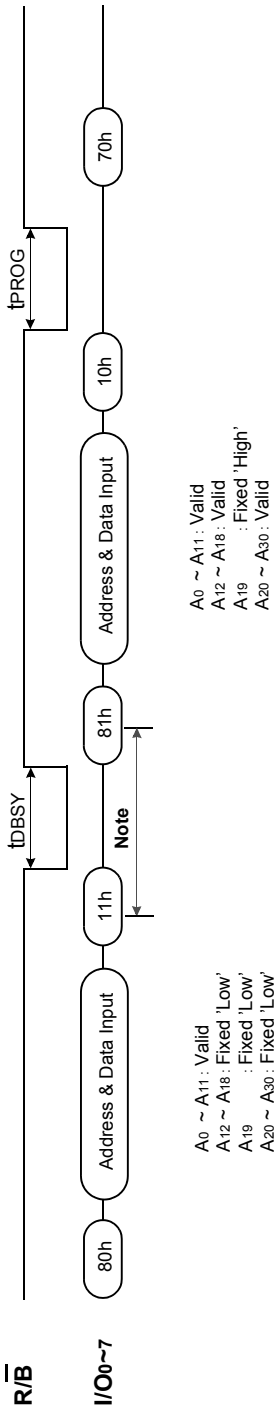 R/B
tDBSY
tPROG
I/O0~7
80h
Address & Data Input
11h
81h
Address & Data Input
10h
70h
Note
A0 ~ A11 : Valid
A12 ~ A18 : Fixed 'Low'
A19 : Fixed 'Low'
A20 ~ A30 : Fixed 'Low'
A0 ~ A11 : Valid
A12 ~ A18 : Valid
A19 : Fixed 'High'
A20 ~ A30 : Valid